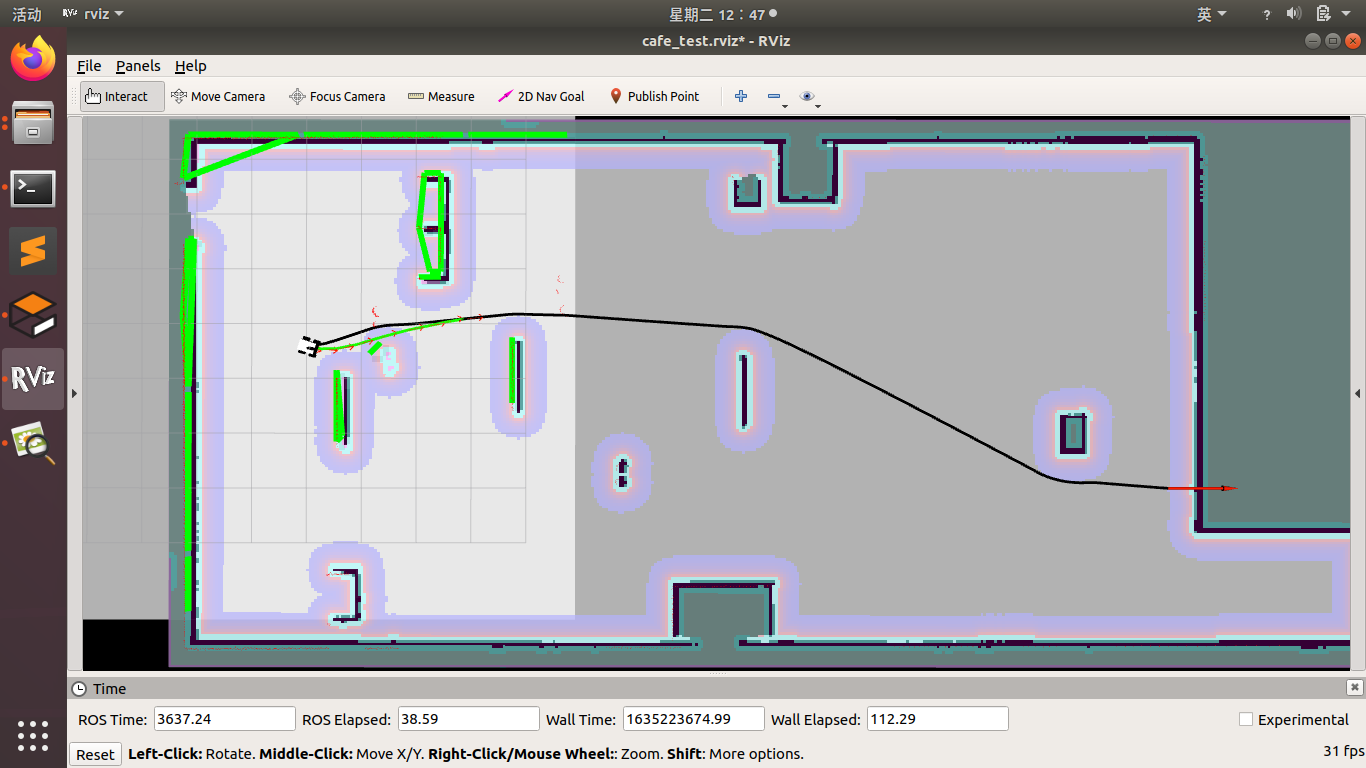 活动 RViz rviz 星期二 12：47 英 ?
cafe_test.rviz* - RViz
File Panels Help
Interact Move Camera Focus Camera Measure 2D Nav Goal Publish Point
RViz
Time
ROS Time: 3637.24 ROS Elapsed: 38.59 Wall Time: 1635223674.99 Wall Elapsed: 112.29 Experimental
Reset Left-Click: Rotate. Middle-Click: Move X/Y. Right-Click/Mouse Wheel:: Zoom. Shift: More options. 31 fps